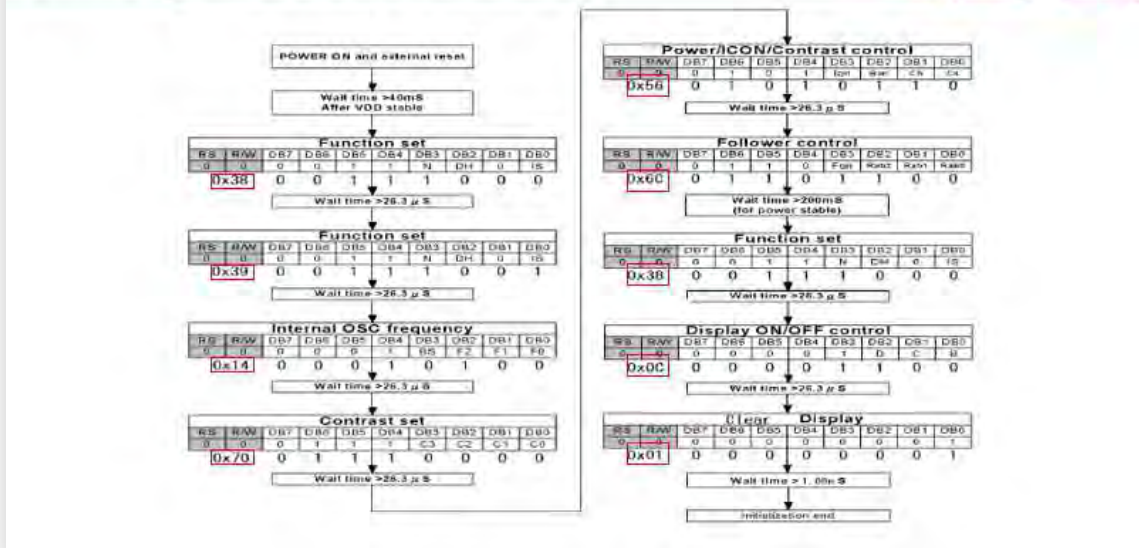 POWER ON and external reset
Wait time >40mS
After VDD stable
Function set
RS R/W DB7 DB6 DB5 DB4 DB3 DB2 DB1 DB0
0 0 0 0 1 1 N DH 0 IS
0x38 0 0 1 1 1 0 0 0
Wait time >26.3 μS
Function set
RS R/W DB7 DB6 DB5 DB4 DB3 DB2 DB1 DB0
0 0 0 0 1 1 N DH 0 IS
0x39 0 0 1 1 1 0 0 1
Wait time >26.3 μS
Internal OSC frequency
RS R/W DB7 DB6 DB5 DB4 DB3 DB2 DB1 DB0
0 0 0 0 0 1 BS F2 F1 F0
0x14 0 0 0 1 0 1 0 0
Wait time >26.3 μS
Contrast set
RS R/W DB7 DB6 DB5 DB4 DB3 DB2 DB1 DB0
0 0 0 1 1 1 C3 C2 C1 C0
0x70 0 1 1 1 0 0 0 0
Wait time >26.3 μS
Power/ICON/Contrast control
RS R/W DB7 DB6 DB5 DB4 DB3 DB2 DB1 DB0
0 0 0 1 0 1 Ion Bon C5 C4
0x56 0 1 0 1 0 1 1 0
Wait time >26.3 μS
Follower control
RS R/W DB7 DB6 DB5 DB4 DB3 DB2 DB1 DB0
0 0 0 1 1 0 Fon Rab2 Rab1 Rab0
0x6C 0 1 1 0 1 1 0 0
Wait time >200mS
(for power stable)
Function set
RS R/W DB7 DB6 DB5 DB4 DB3 DB2 DB1 DB0
0 0 0 0 1 1 N DH 0 IS
0x38 0 0 1 1 1 0 0 0
Wait time >26.3 μS
Display ON/OFF control
RS R/W DB7 DB6 DB5 DB4 DB3 DB2 DB1 DB0
0 0 0 0 0 0 1 D C B
0x0C 0 0 0 0 1 1 0 0
Wait time >26.3 μS
Clear Display
RS R/W DB7 DB6 DB5 DB4 DB3 DB2 DB1 DB0
0 0 0 0 0 0 0 0 0 1
0x01 0 0 0 0 0 0 0 1
Wait time > 1.08m S
Initialization end